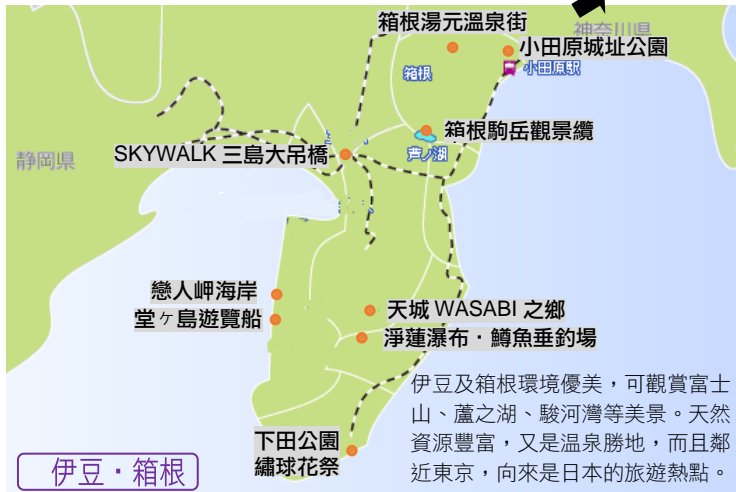 神奈川県
箱根湯元溫泉街
小田原城址公園
箱根
小田原駅
箱根駒岳觀景纜
芦ノ湖
静岡県
SKYWALK 三島大吊橋
戀人岬海岸
堂ヶ島遊覽船
天城 WASABI 之鄉
淨蓮瀑布・鱒魚垂釣場
下田公園
繡球花祭
伊豆・箱根
伊豆及箱根環境優美，可觀賞富士
山、蘆之湖、駿河灣等美景。天然
資源豐富，又是温泉勝地，而且鄰
近東京，向來是日本的旅遊熱點。